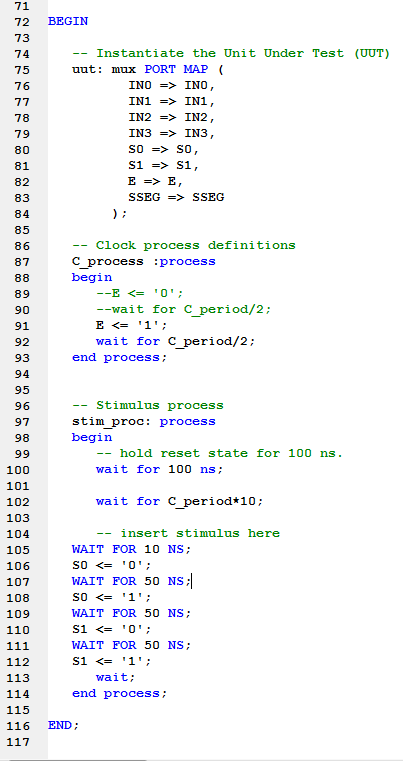 71
72 BEGIN
73
74 -- Instantiate the Unit Under Test (UUT)
75 uut: mux PORT MAP (
76 IN0 => IN0,
77 IN1 => IN1,
78 IN2 => IN2,
79 IN3 => IN3,
80 S0 => S0,
81 S1 => S1,
82 E => E,
83 SSEG => SSEG
84 );
85
86 -- Clock process definitions
87 C_process :process
88 begin
89 --E <= '0';
90 --wait for C_period/2;
91 E <= '1';
92 wait for C_period/2;
93 end process;
94
95
96 -- Stimulus process
97 stim_proc: process
98 begin
99 -- hold reset state for 100 ns.
100 wait for 100 ns;
101
102 wait for C_period*10;
103
104 -- insert stimulus here
105 WAIT FOR 10 NS;
106 S0 <= '0';
107 WAIT FOR 50 NS;
108 S0 <= '1';
109 WAIT FOR 50 NS;
110 S1 <= '0';
111 WAIT FOR 50 NS;
112 S1 <= '1';
113 wait;
114 end process;
115
116 END;
117